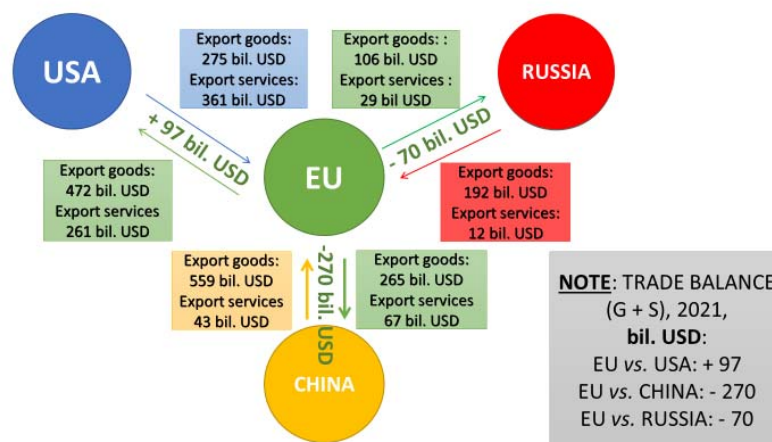 USA
Export goods:
275 bil. USD
Export services:
361 bil. USD
Export goods: :
106 bil. USD
Export services :
29 bil USD
RUSSIA
+ 97 bil. USD
- 70 bil. USD
EU
Export goods:
472 bil. USD
Export services
261 bil. USD
Export goods:
192 bil. USD
Export services:
12 bil. USD
Export goods:
559 bil. USD
Export services
43 bil. USD
-270 bil. USD
Export goods:
265 bil. USD
Export services
67 bil. USD
CHINA
NOTE: TRADE BALANCE
(G + S), 2021,
bil. USD:
EU vs. USA: + 97
EU vs. CHINA: - 270
EU vs. RUSSIA: - 70